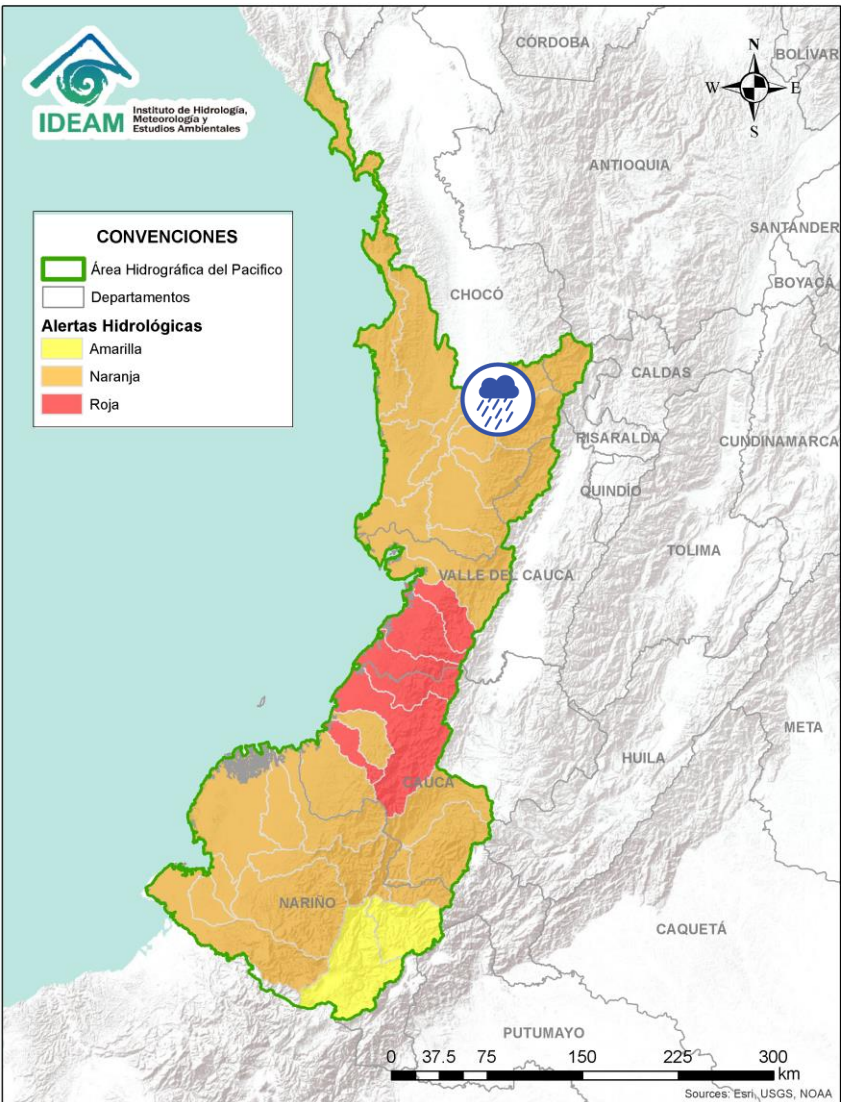 IDEAM
Instituto de Hidrología,
Meteorología y
Estudios Ambientales
CONVENCIONES
Área Hidrográfica del Pacifico
Departamentos
Alertas Hidrológicas
Amarilla
Naranja
Roja
N
W
E
S
CÓRDOBA
BOLIVAR
ANTIOQUIA
SANTANDER
BOYACÁ
CHOCÓ
CALDAS
RISARALDA
CUNDINAMARCA
QUINDÍO
TOLIMA
VALLE DEL CAUCA
META
HUILA
CAUCA
NARIÑO
CAQUETÁ
PUTUMAYO
0 37.5 75 150 225 300
km
Sources: Esri, USGS, NOAA